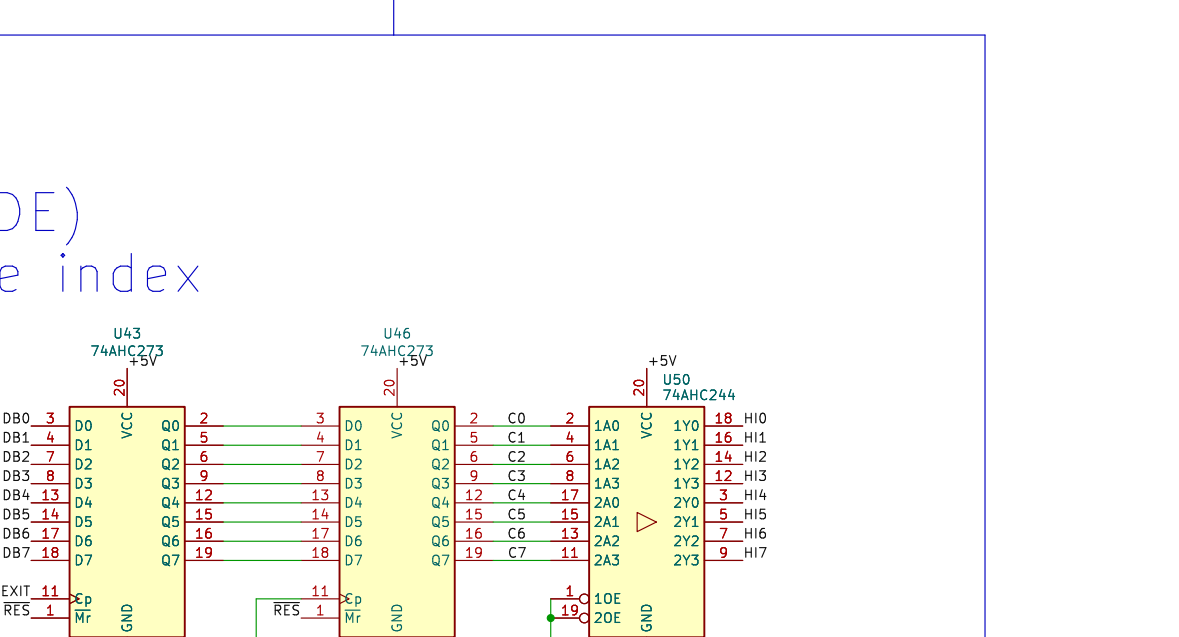 DE)
e index
U43
74AHC273
+5V
20
VCC
DB0 3 D0 Q0 2
DB1 4 D1 Q1 5
DB2 7 D2 Q2 6
DB3 8 D3 Q3 9
DB4 13 D4 Q4 12
DB5 14 D5 Q5 15
DB6 17 D6 Q6 16
DB7 18 D7 Q7 19
EXIT 11 Cp
RES 1 Mr
GND
U46
74AHC273
+5V
20
VCC
3 D0 Q0 2 C0
4 D1 Q1 5 C1
7 D2 Q2 6 C2
8 D3 Q3 9 C3
13 D4 Q4 12 C4
14 D5 Q5 15 C5
17 D6 Q6 16 C6
18 D7 Q7 19 C7
11 Cp
RES 1 Mr
GND
+5V
U50
74AHC244
20
VCC
2 1A0 1Y0 18 HI0
4 1A1 1Y1 16 HI1
6 1A2 1Y2 14 HI2
8 1A3 1Y3 12 HI3
17 2A0 2Y0 3 HI4
15 2A1 2Y1 5 HI5
13 2A2 2Y2 7 HI6
11 2A3 2Y3 9 HI7
1 1OE
19 2OE
GND